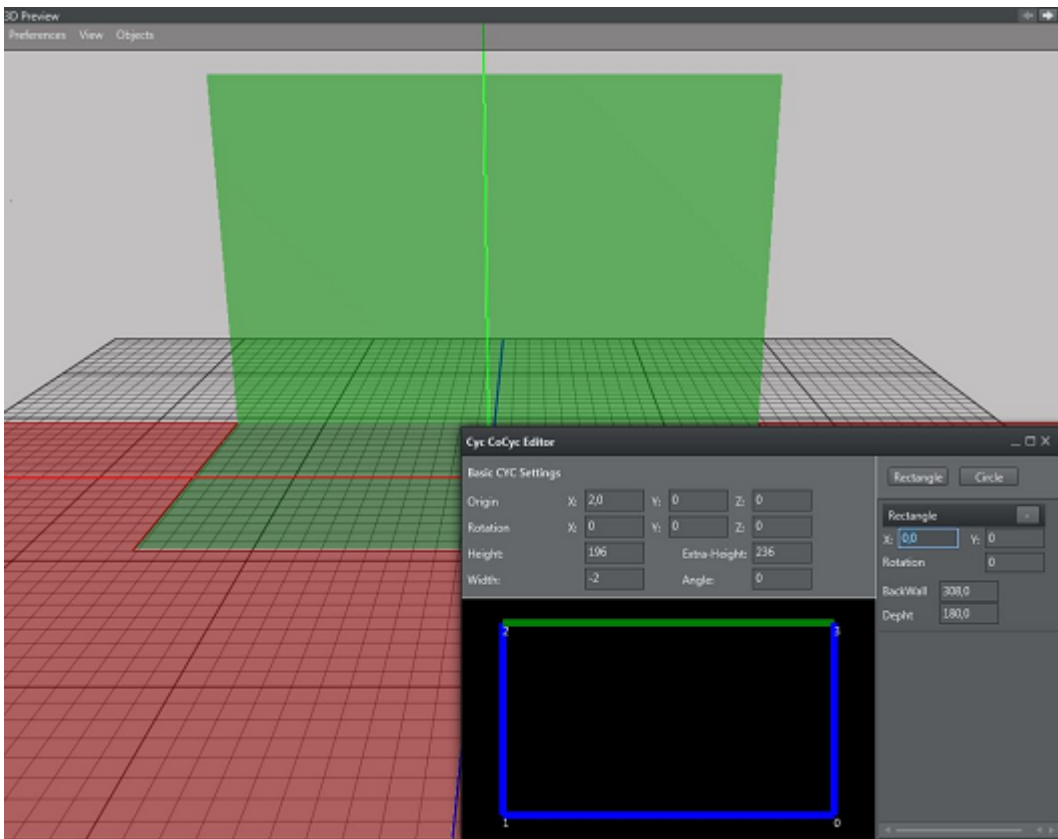 3D Preview
Preferences View Objects
Cyc CoCyc Editor
Basic CYC Settings
Origin X: 2,0 Y: 0 Z: 0
Rotation X: 0 Y: 0 Z: 0
Height: 196 Extra-Height: 236
Width: -2 Angle: 0
Rectangle Circle
Rectangle -
X: 0,0 Y: 0
Rotation 0
BackWall 308,0
Depht 180,0
2 3
1 0